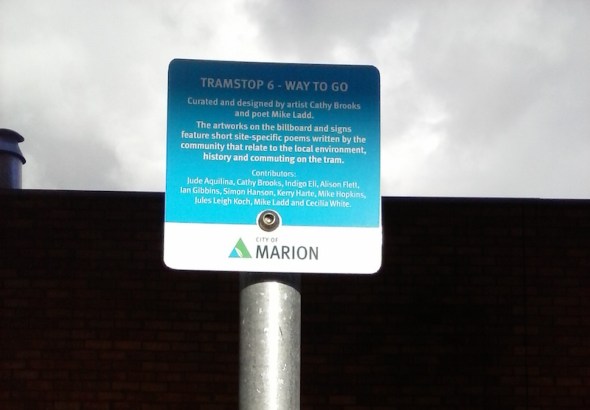 TRAMSTOP 6 - WAY TO GO
Curated and designed by artist Cathy Brooks
and poet Mike Ladd.
The artworks on the billboard and signs
feature short site-specific poems written by the
community that relate to the local environment,
history and commuting on the tram.
Contributors:
Jude Aquilina, Cathy Brooks, Indigo Eli, Alison Flett,
Ian Gibbins, Simon Hanson, Kerry Harte, Mike Hopkins,
Jules Leigh Koch, Mike Ladd and Cecilia White.
CITY OF
MARION